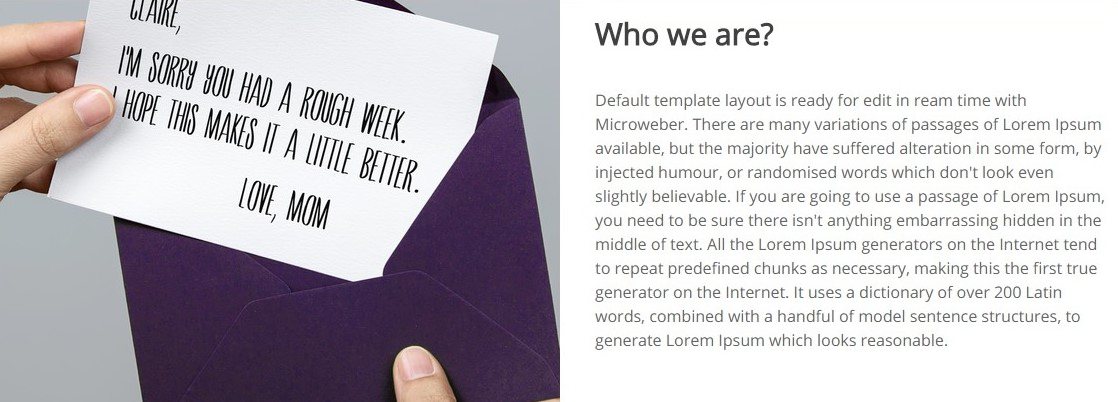 CLAIRE,
I'M SORRY YOU HAD A ROUGH WEEK.
I HOPE THIS MAKES IT A LITTLE BETTER.
LOVE, MOM
Who we are?
Default template layout is ready for edit in ream time with
Microweber. There are many variations of passages of Lorem Ipsum
available, but the majority have suffered alteration in some form, by
injected humour, or randomised words which don't look even
slightly believable. If you are going to use a passage of Lorem Ipsum,
you need to be sure there isn't anything embarrassing hidden in the
middle of text. All the Lorem Ipsum generators on the Internet tend
to repeat predefined chunks as necessary, making this the first true
generator on the Internet. It uses a dictionary of over 200 Latin
words, combined with a handful of model sentence structures, to
generate Lorem Ipsum which looks reasonable.